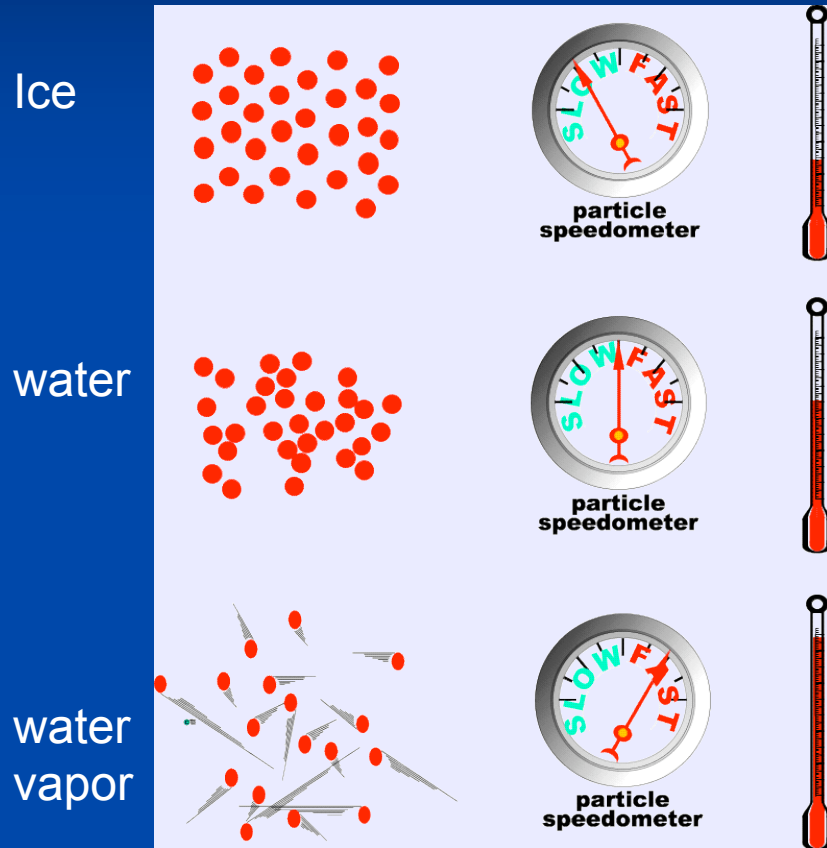 Ice
SLOW FAST
particle
speedometer
water
SLOW FAST
particle
speedometer
water
vapor
SLOW FAST
particle
speedometer